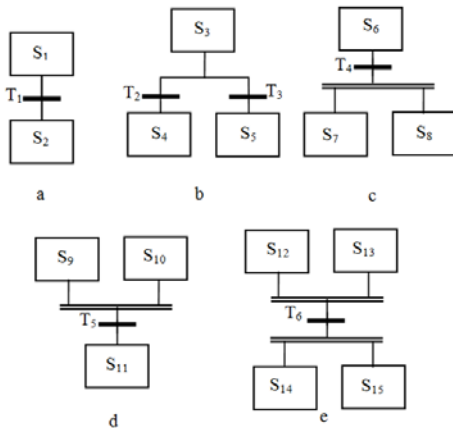 S₁
T₁
S₂
a
S₃
T₂ T₃
S₄ S₅
b
S₆
T₄
S₇ S₈
c
S₉ S₁₀
T₅
S₁₁
d
S₁₂ S₁₃
T₆
S₁₄ S₁₅
e